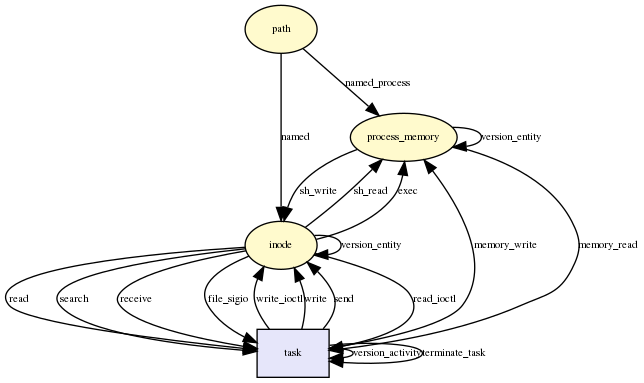 path
named_process
named
process_memory
version_entity
sh_write
sh_read
exec
inode
version_entity
memory_write
memory_read
read
search
receive
file_sigio
write_ioctl
write
send
read_ioctl
task
version_activity
terminate_task